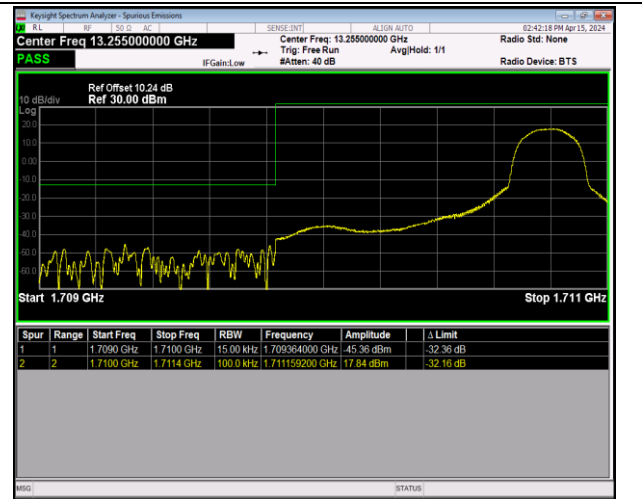 Keysight Spectrum Analyzer - Spurious Emissions
RL RF 50 Ω AC SENSE:INT ALIGN AUTO 02:42:18 PM Apr 15, 2024
Center Freq 13.255000000 GHz Center Freq: 13.255000000 GHz Radio Std: None
Trig: Free Run Avg|Hold: 1/1
PASS IFGain:Low #Atten: 40 dB Radio Device: BTS
Ref Offset 10.24 dB
10 dB/div Ref 30.00 dBm
Log
20.0
10.0
0.00
-10.0
-20.0
-30.0
-40.0
-50.0
-60.0
Start 1.709 GHz Stop 1.711 GHz
Spur Range Start Freq Stop Freq RBW Frequency Amplitude Δ Limit
1 1 1.7090 GHz 1.7100 GHz 15.00 kHz 1.709364000 GHz -45.36 dBm -32.36 dB
2 2 1.7100 GHz 1.7114 GHz 100.0 kHz 1.711159200 GHz 17.84 dBm -32.16 dB
MSG STATUS